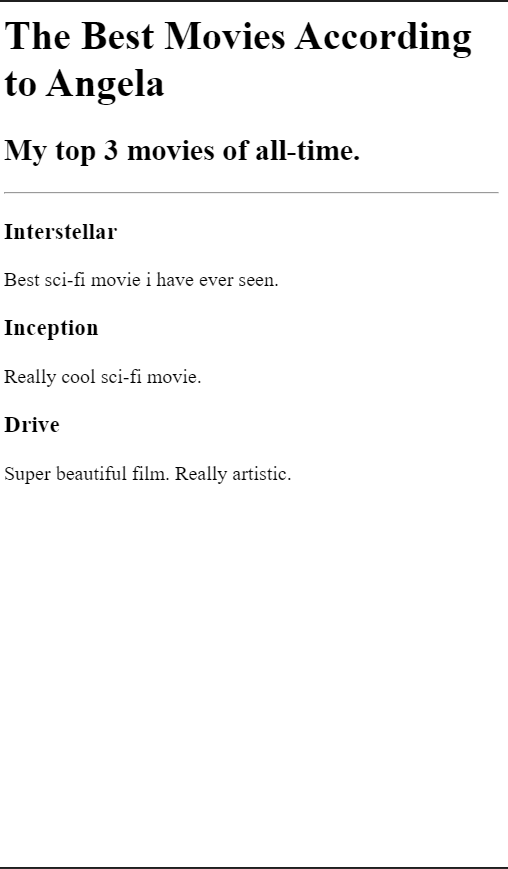 The Best Movies According
to Angela
My top 3 movies of all-time.
Interstellar
Best sci-fi movie i have ever seen.
Inception
Really cool sci-fi movie.
Drive
Super beautiful film. Really artistic.